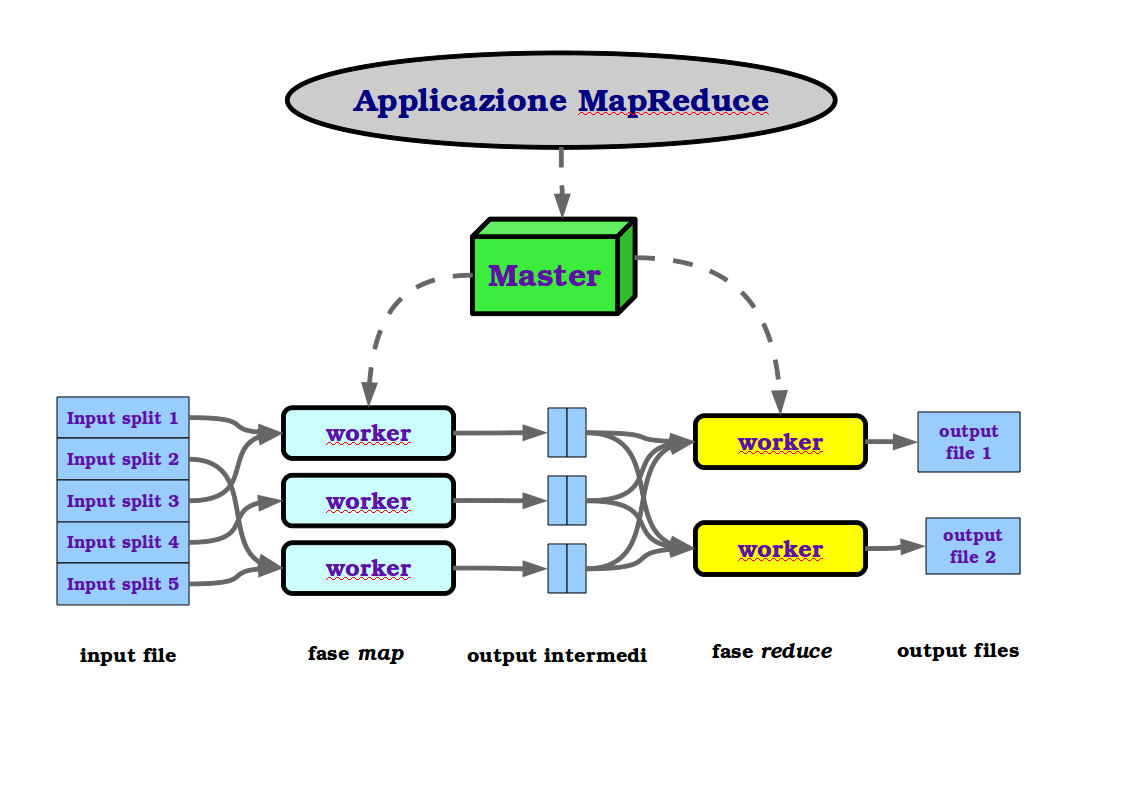 Applicazione MapReduce
Master
Input split 1
Input split 2
Input split 3
Input split 4
Input split 5
worker
worker
worker
worker
worker
output
file 1
output
file 2
input file
fase map
output intermedi
fase reduce
output files